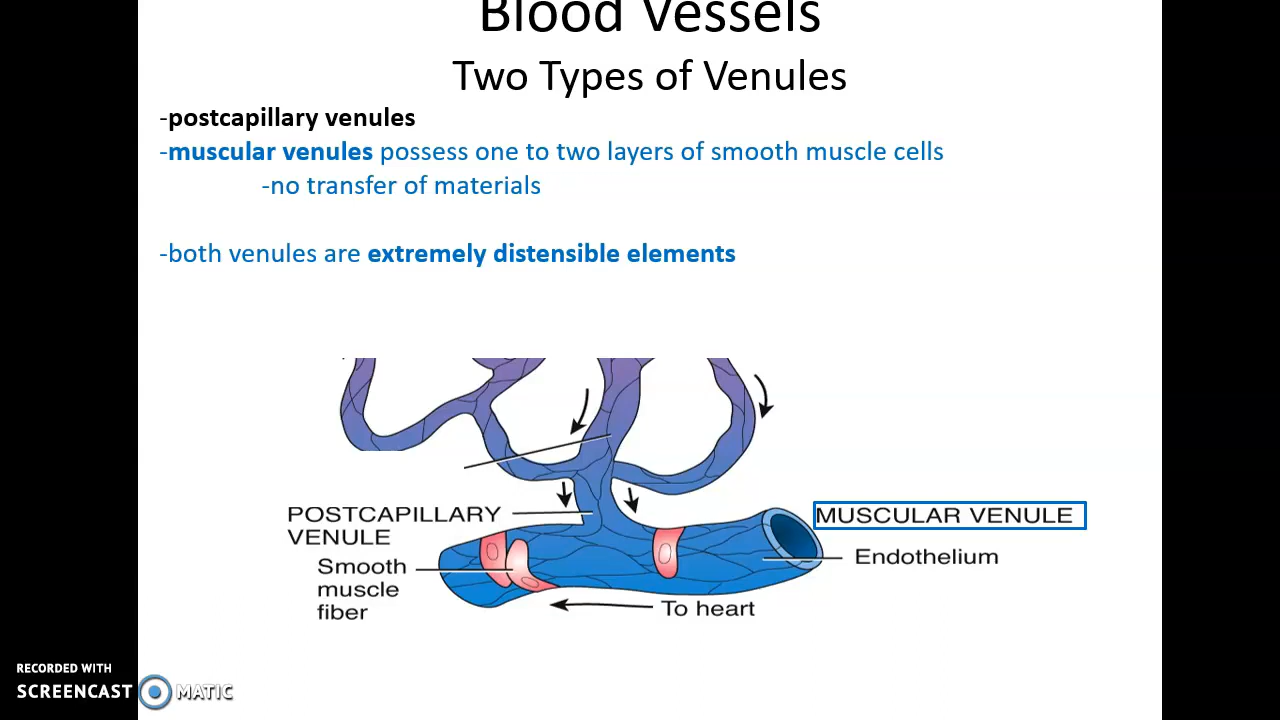 Blood Vessels
Two Types of Venules
-postcapillary venules
-muscular venules possess one to two layers of smooth muscle cells
-no transfer of materials
-both venules are extremely distensible elements
POSTCAPILLARY
VENULE
MUSCULAR VENULE
Endothelium
Smooth
muscle
fiber
To heart
RECORDED WITH
SCREENCAST MATIC